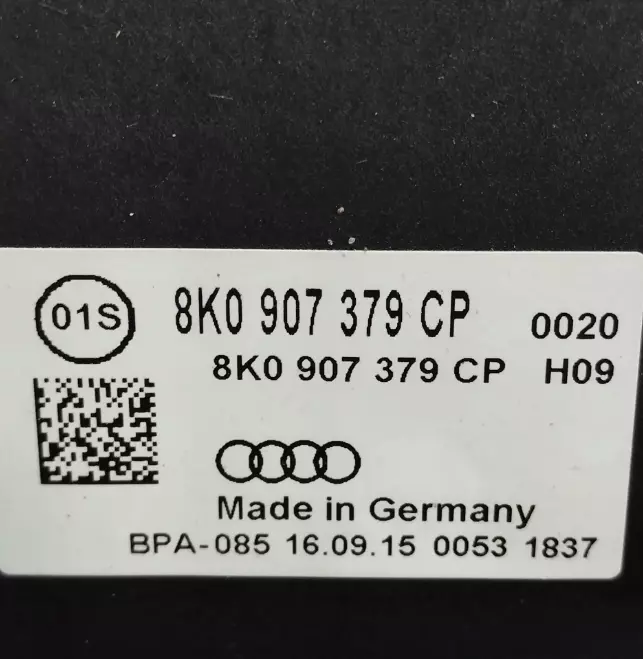 01S 8K0 907 379 CP 0020
8K0 907 379 CP H09
Made in Germany
BPA-085 16.09.15 0053 1837